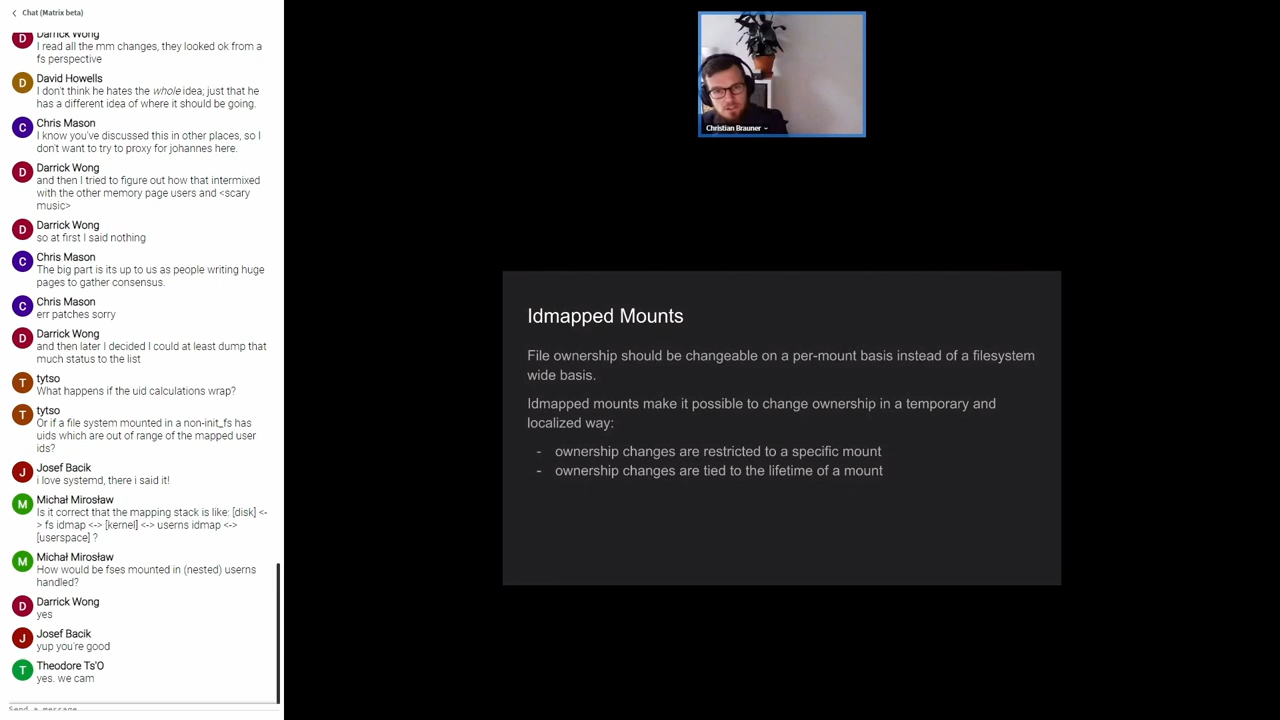 Chat (Matrix beta)
D
Darrick Wong
I read all the mm changes, they looked ok from a
fs perspective
D
David Howells
I don't think he hates the whole idea; just that he
has a different idea of where it should be going.
C
Chris Mason
I know you've discussed this in other places, so I
don't want to try to proxy for johannes here.
D
Darrick Wong
and then I tried to figure out how that intermixed
with the other memory page users and <scary
music>
D
Darrick Wong
so at first I said nothing
C
Chris Mason
The big part is its up to us as people writing huge
pages to gather consensus.
C
Chris Mason
err patches sorry
D
Darrick Wong
and then later I decided I could at least dump that
much status to the list
T
tytso
What happens if the uid calculations wrap?
T
tytso
Or if a file system mounted in a non-init_fs has
uids which are out of range of the mapped user
ids?
J
Josef Bacik
i love systemd, there i said it!
M
Michał Mirosław
Is it correct that the mapping stack is like: [disk] <-
> fs idmap <-> [kernel] <-> userns idmap <->
[userspace] ?
M
Michał Mirosław
How would be fses mounted in (nested) userns
handled?
D
Darrick Wong
yes
J
Josef Bacik
yup you're good
T
Theodore Ts'O
yes. we cam
Send a message
Christian Brauner
Idmapped Mounts
File ownership should be changeable on a per-mount basis instead of a filesystem
wide basis.
Idmapped mounts make it possible to change ownership in a temporary and
localized way:
- ownership changes are restricted to a specific mount
- ownership changes are tied to the lifetime of a mount